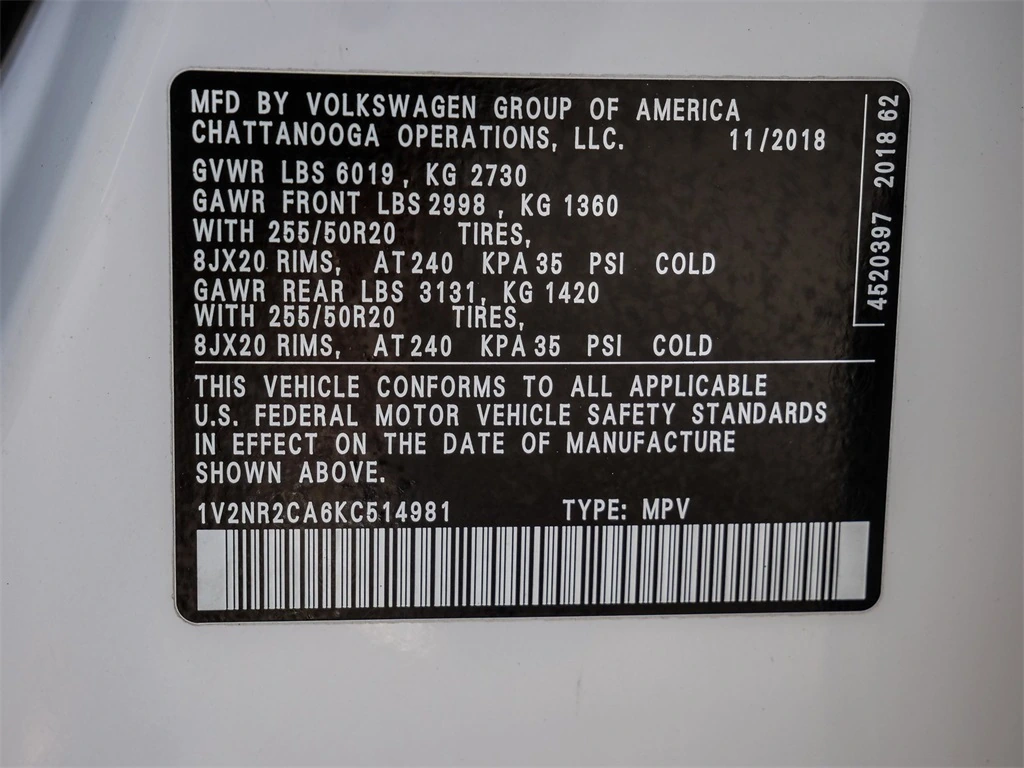 MFD BY VOLKSWAGEN GROUP OF AMERICA
CHATTANOOGA OPERATIONS, LLC. 11/2018
GVWR LBS 6019, KG 2730
GAWR FRONT LBS 2998, KG 1360
WITH 255/50R20 TIRES,
8JX20 RIMS, AT 240 KPA 35 PSI COLD
GAWR REAR LBS 3131, KG 1420
WITH 255/50R20 TIRES,
8JX20 RIMS, AT 240 KPA 35 PSI COLD
THIS VEHICLE CONFORMS TO ALL APPLICABLE
U.S. FEDERAL MOTOR VEHICLE SAFETY STANDARDS
IN EFFECT ON THE DATE OF MANUFACTURE
SHOWN ABOVE.
1V2NR2CA6KC514981 TYPE: MPV
4520397 2018 62